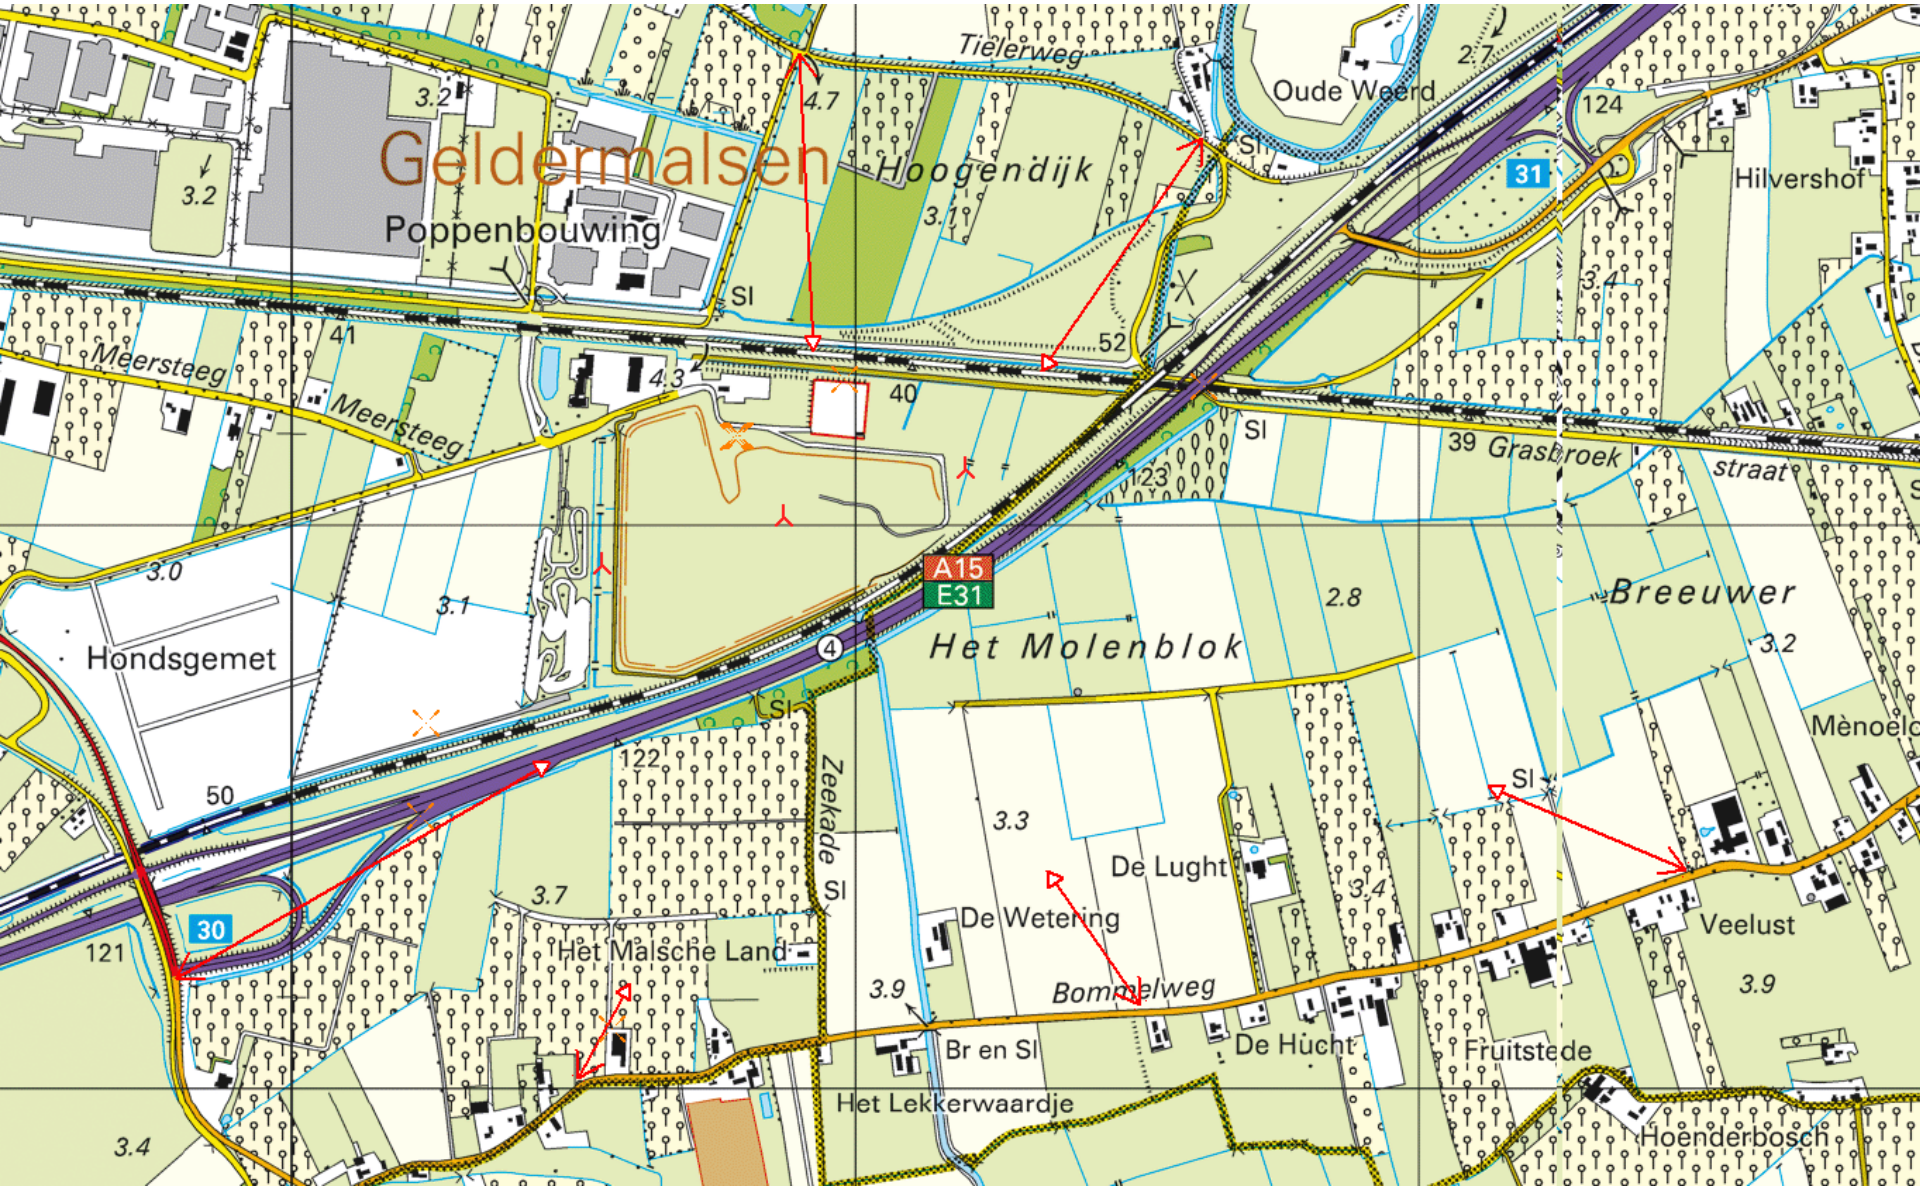 Tielerweg
2.7
Oude Weerd
3.2
4.7
124
Geldermalsen
Sl
Hoogendijk
31
Hilvershof
3.2
3.1
Poppenbouwing
3.4
Sl
41
52
Meersteeg
4.3
40
Meersteeg
Sl
39
Grasbroek
straat
123
S
A15
E31
3.0
3.1
2.8
Breeuwer
Hondsgemet
4
Het Molenblok
3.2
Sl
Mènoeld
122
Zeekade
Sl
50
3.3
De Lught
3.7
Sl
3.4
30
De Wetering
Veelust
121
Het Malsche Land
3.9
Bommelweg
3.9
Br en Sl
De Hucht
Fruitstede
Het Lekkerwaardje
3.4
Hoenderbosch